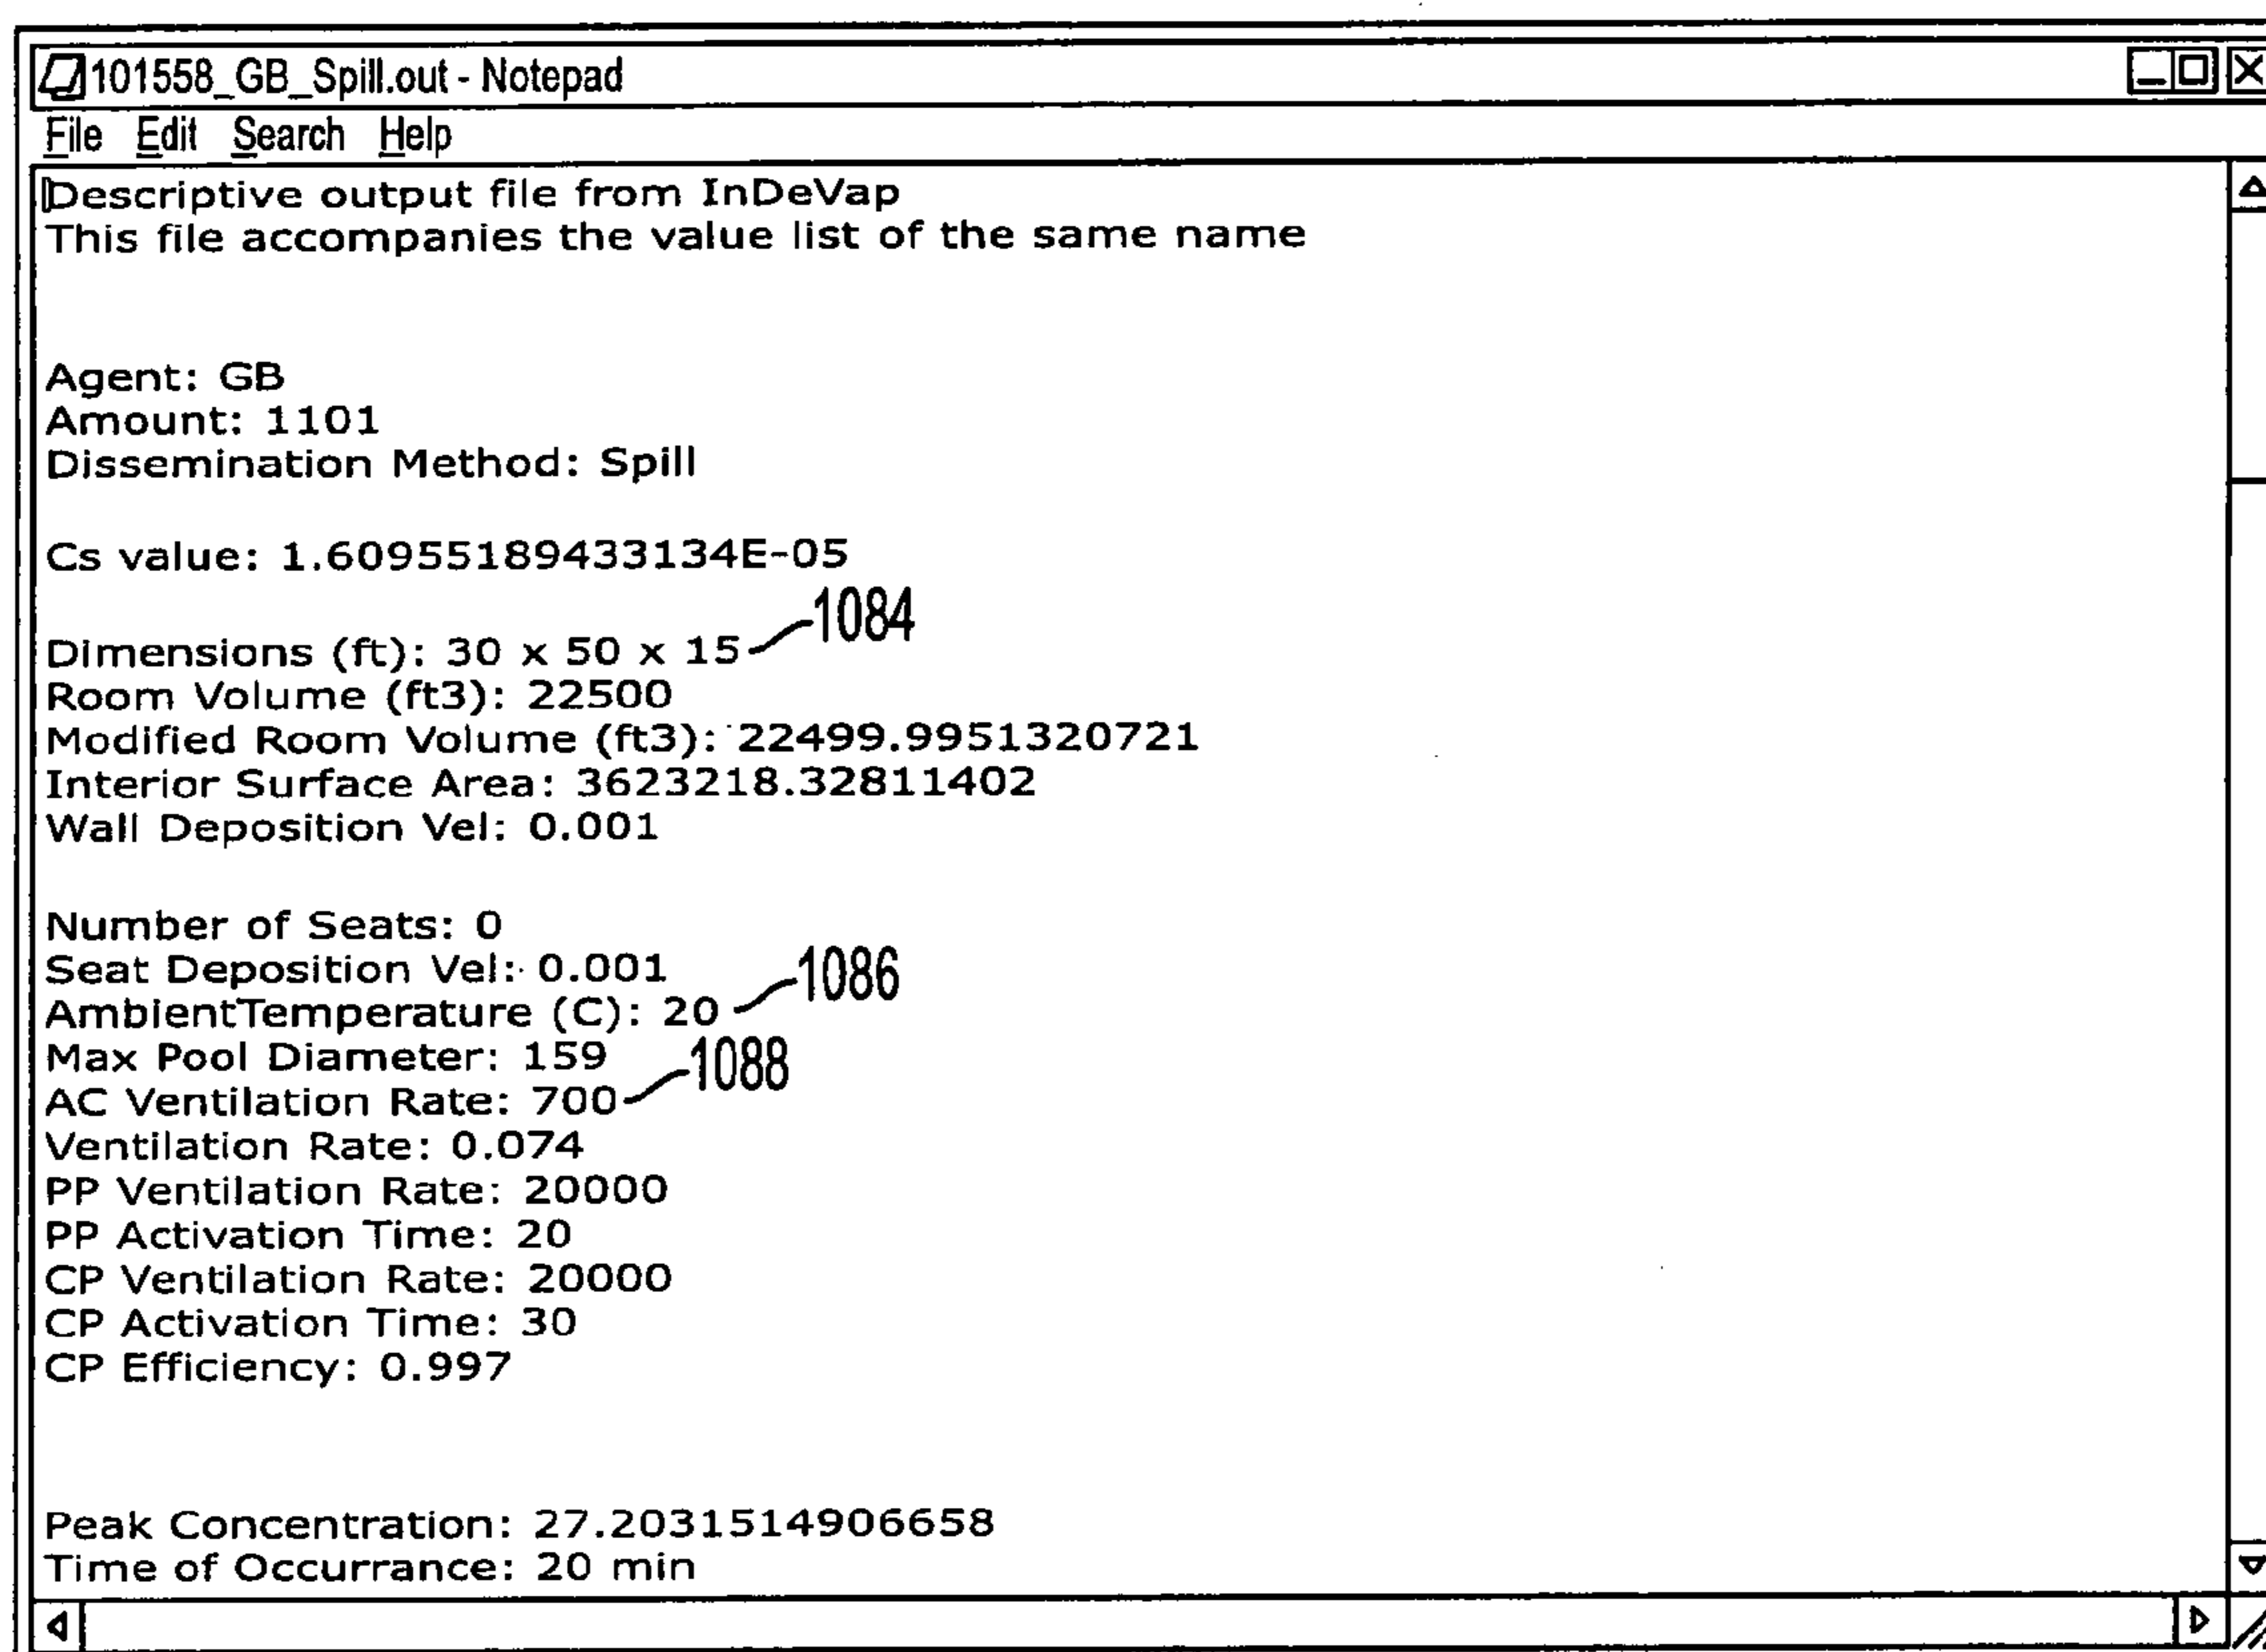 101558_GB_Spill.out - Notepad
File Edit Search Help
Descriptive output file from InDeVap
This file accompanies the value list of the same name
Agent: GB
Amount: 1101
Dissemination Method: Spill
Cs value: 1.60955189433134E-05
1084
Dimensions (ft): 30 x 50 x 15
Room Volume (ft3): 22500
Modified Room Volume (ft3): 22499.9951320721
Interior Surface Area: 3623218.32811402
Wall Deposition Vel: 0.001
Number of Seats: 0
Seat Deposition Vel: 0.001
1086
AmbientTemperature (C): 20
Max Pool Diameter: 159
1088
AC Ventilation Rate: 700
Ventilation Rate: 0.074
PP Ventilation Rate: 20000
PP Activation Time: 20
CP Ventilation Rate: 20000
CP Activation Time: 30
CP Efficiency: 0.997
Peak Concentration: 27.2031514906658
Time of Occurrance: 20 min